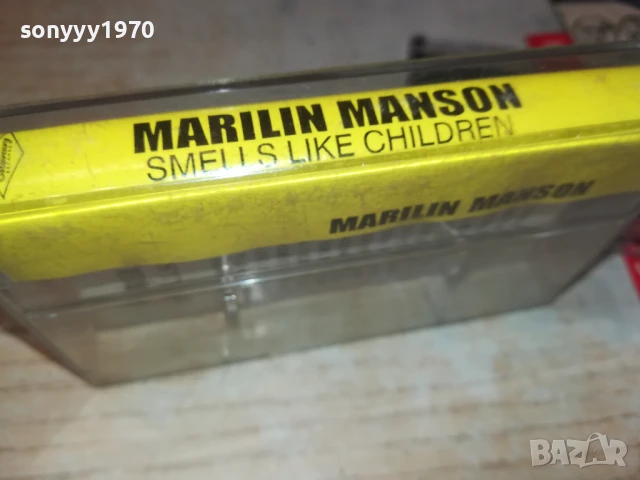 sonyyy1970
MARILIN MANSON
SMELLS LIKE CHILDREN
MARILIN MANSON
BAZAR